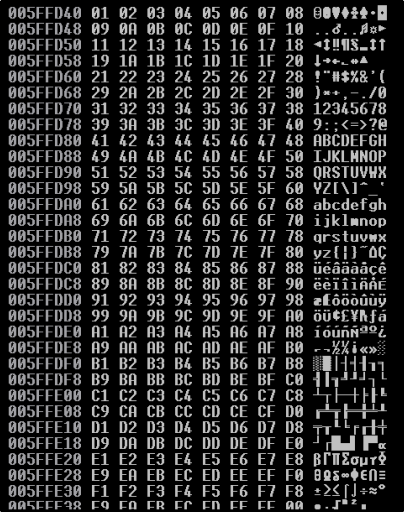 005FFD40 01 02 03 04 05 06 07 08 ☺☻♥♦♣♠•◘
005FFD48 09 0A 0B 0C 0D 0E 0F 10 ..♂..♫☼►
005FFD50 11 12 13 14 15 16 17 18 ◄↕‼¶§▬↨↑
005FFD58 19 1A 1B 1C 1D 1E 1F 20 ↓→←∟↔▲▼
005FFD60 21 22 23 24 25 26 27 28 !"#$%&'(
005FFD68 29 2A 2B 2C 2D 2E 2F 30 )*+,-./0
005FFD70 31 32 33 34 35 36 37 38 12345678
005FFD78 39 3A 3B 3C 3D 3E 3F 40 9:;<=>?@
005FFD80 41 42 43 44 45 46 47 48 ABCDEFGH
005FFD88 49 4A 4B 4C 4D 4E 4F 50 IJKLMNOP
005FFD90 51 52 53 54 55 56 57 58 QRSTUVWX
005FFD98 59 5A 5B 5C 5D 5E 5F 60 YZ[\]^_`
005FFDA0 61 62 63 64 65 66 67 68 abcdefgh
005FFDA8 69 6A 6B 6C 6D 6E 6F 70 ijklmnop
005FFDB0 71 72 73 74 75 76 77 78 qrstuvwx
005FFDB8 79 7A 7B 7C 7D 7E 7F 80 yz{|}~⌂Ç
005FFDC0 81 82 83 84 85 86 87 88 üéâäàåçê
005FFDC8 89 8A 8B 8C 8D 8E 8F 90 ëèïîìÄÅÉ
005FFDD0 91 92 93 94 95 96 97 98 æÆôöòûùÿ
005FFDD8 99 9A 9B 9C 9D 9E 9F A0 ÖÜ¢£¥₧ƒá
005FFDE0 A1 A2 A3 A4 A5 A6 A7 A8 íóúñÑªº¿
005FFDE8 A9 AA AB AC AD AE AF B0 ⌐¬½¼¡«»░
005FFDF0 B1 B2 B3 B4 B5 B6 B7 B8 ▒▓│┤╡╢╖╕
005FFDF8 B9 BA BB BC BD BE BF C0 ╣║╗╝╜╛┐└
005FFE00 C1 C2 C3 C4 C5 C6 C7 C8 ┴┬├─┼╞╟╚
005FFE08 C9 CA CB CC CD CE CF D0 ╔╩╦╠═╬╧╨
005FFE10 D1 D2 D3 D4 D5 D6 D7 D8 ╤╥╙╘╒╓╫╪
005FFE18 D9 DA DB DC DD DE DF E0 ┘┌█▄▌▐▀α
005FFE20 E1 E2 E3 E4 E5 E6 E7 E8 ßΓπΣσµτΦ
005FFE28 E9 EA EB EC ED EE EF F0 ΘΩδ∞φε∩≡
005FFE30 F1 F2 F3 F4 F5 F6 F7 F8 ±≥≤⌠⌡÷≈°